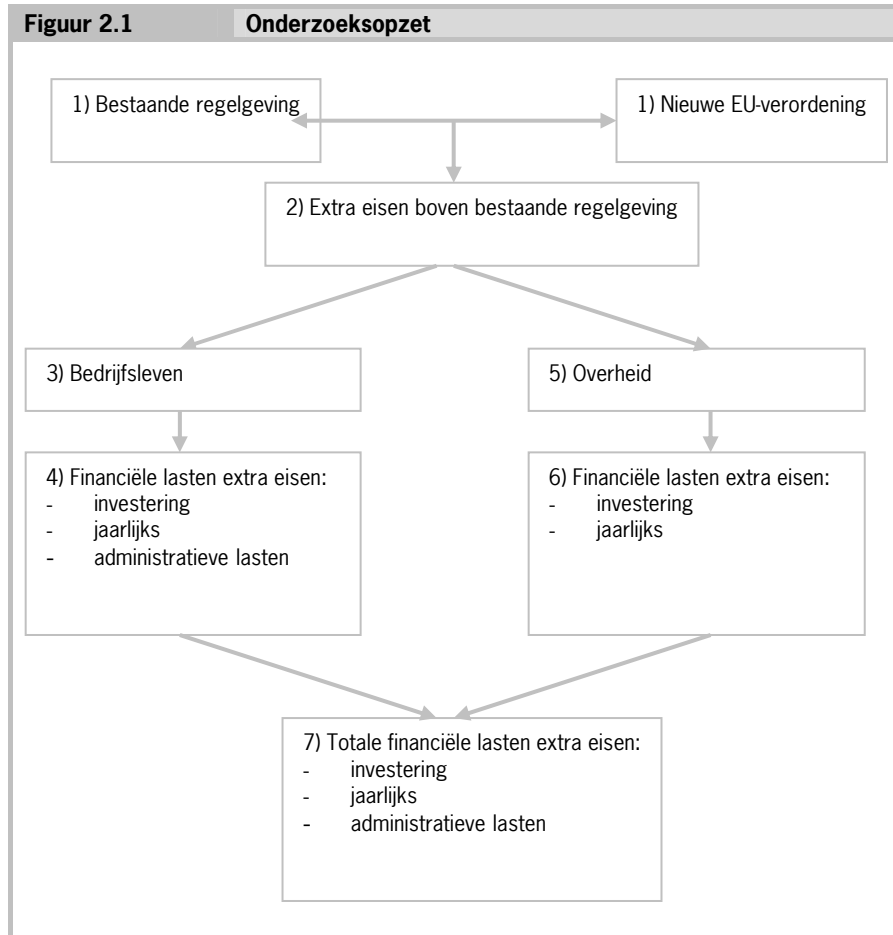 Figuur 2.1 Onderzoeksopzet
1) Bestaande regelgeving
1) Nieuwe EU-verordening
2) Extra eisen boven bestaande regelgeving
3) Bedrijfsleven
5) Overheid
4) Financiële lasten extra eisen:
- investering
- jaarlijks
- administratieve lasten
6) Financiële lasten extra eisen:
- investering
- jaarlijks
7) Totale financiële lasten extra eisen:
- investering
- jaarlijks
- administratieve lasten